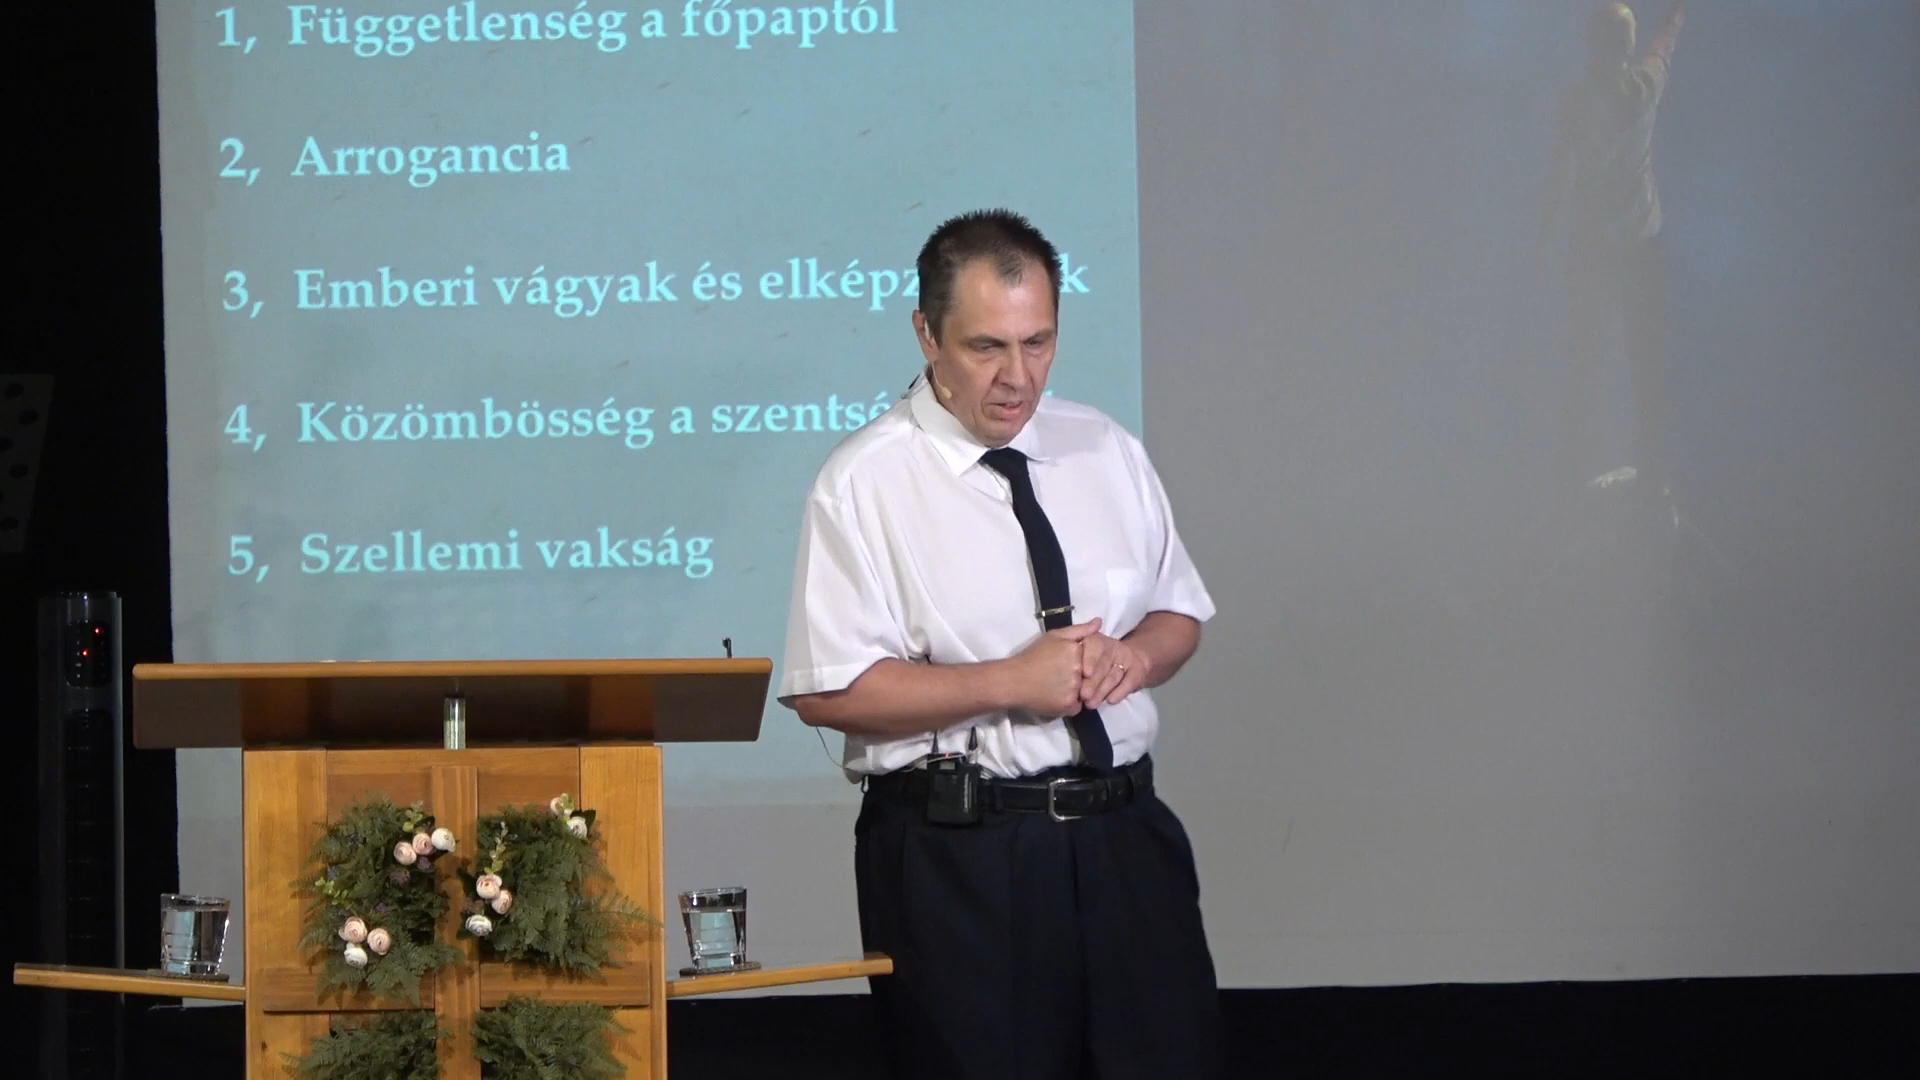 1, Függetlenség a főpaptól
2, Arrogancia
3, Emberi vágyak és
4, Közömbösség a
5, Szellemi vakság